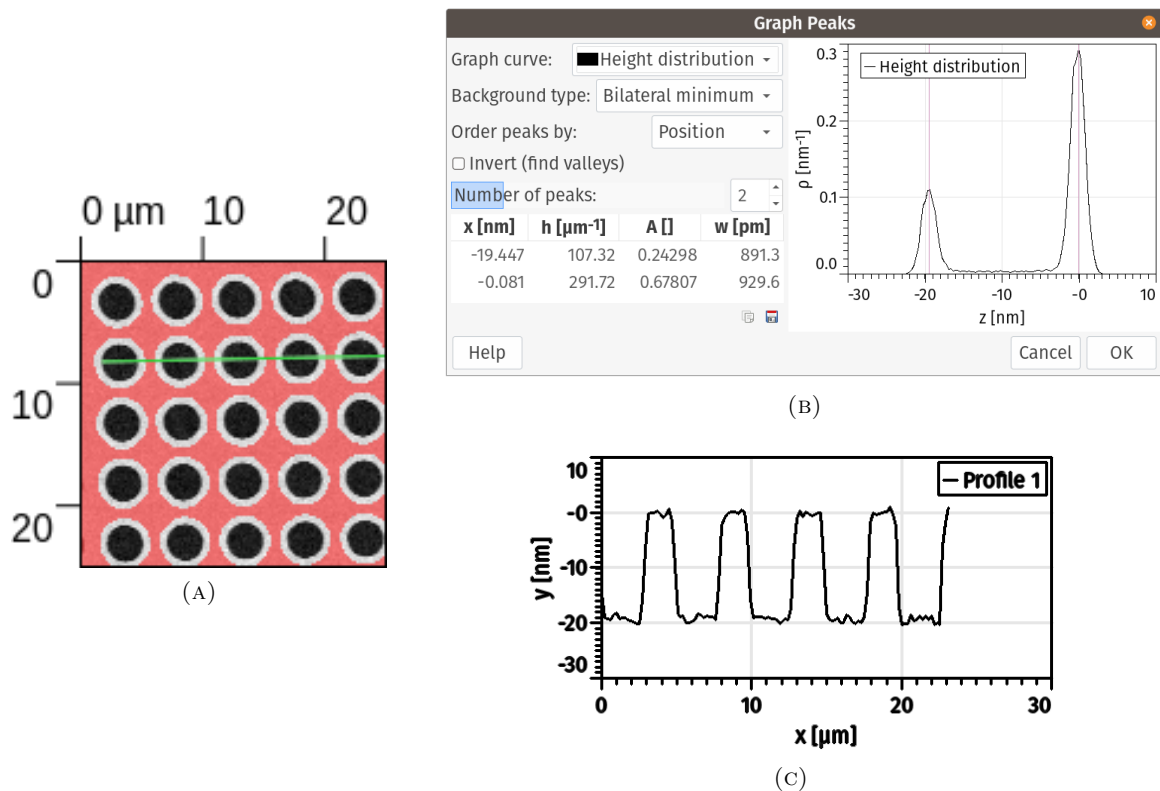 0 µm 10 20
0
10
20
(A)
Graph Peaks
Graph curve: Height distribution
Background type: Bilateral minimum
Order peaks by: Position
Invert (find valleys)
Number of peaks: 2
x [nm] h [µm⁻¹] A [] w [pm]
-19.447 107.32 0.24298 891.3
-0.081 291.72 0.67807 929.6
Help
Height distribution
0.3
0.2
0.1
0.0
ρ [nm⁻¹]
-30 -20 -10 -0 10
z [nm]
Cancel OK
(B)
Profile 1
10
-0
-10
-20
-30
y [nm]
0 10 20 30
x [µm]
(C)